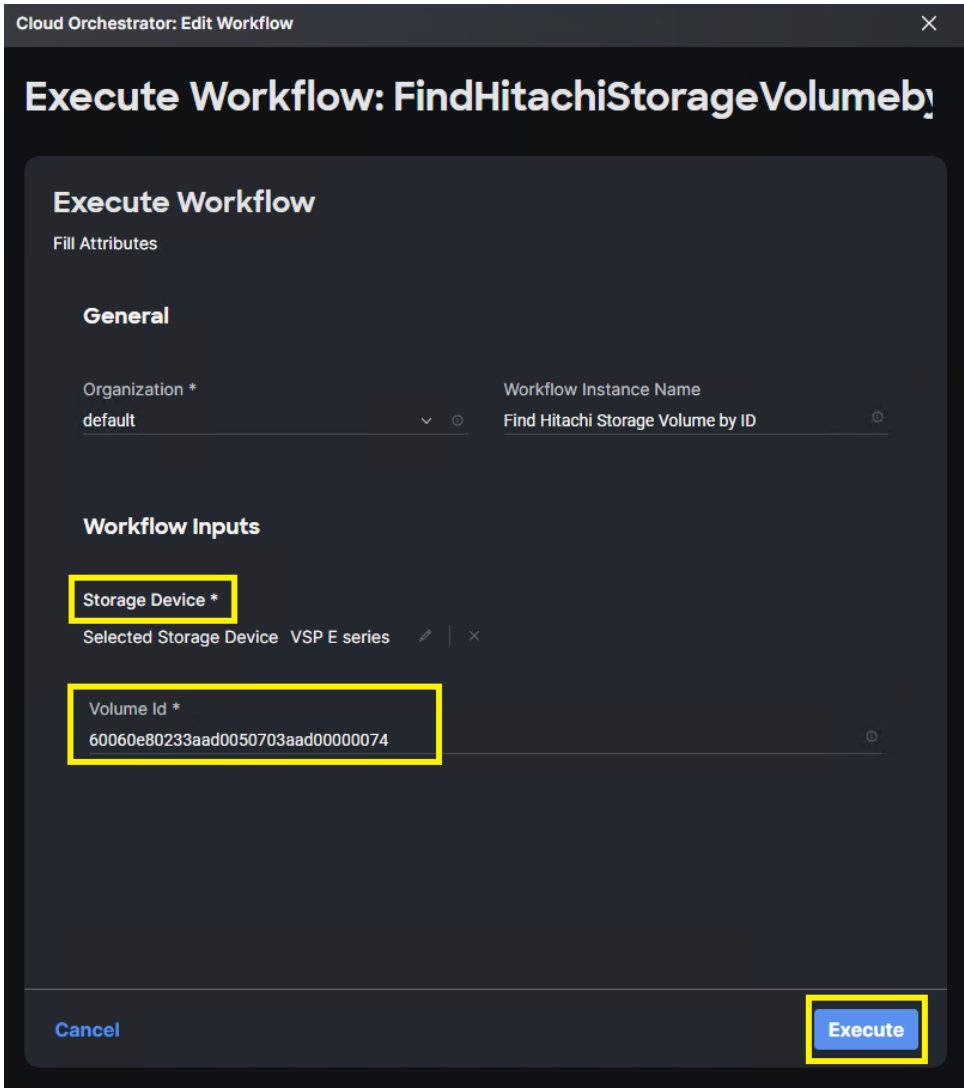 Cloud Orchestrator: Edit Workflow
Execute Workflow: FindHitachiStorageVolumeby
Execute Workflow
Fill Attributes
General
Organization *
default
Workflow Instance Name
Find Hitachi Storage Volume by ID
Workflow Inputs
Storage Device *
Selected Storage Device VSP E series
Volume Id *
60060e80233aad0050703aad00000074
Cancel
Execute